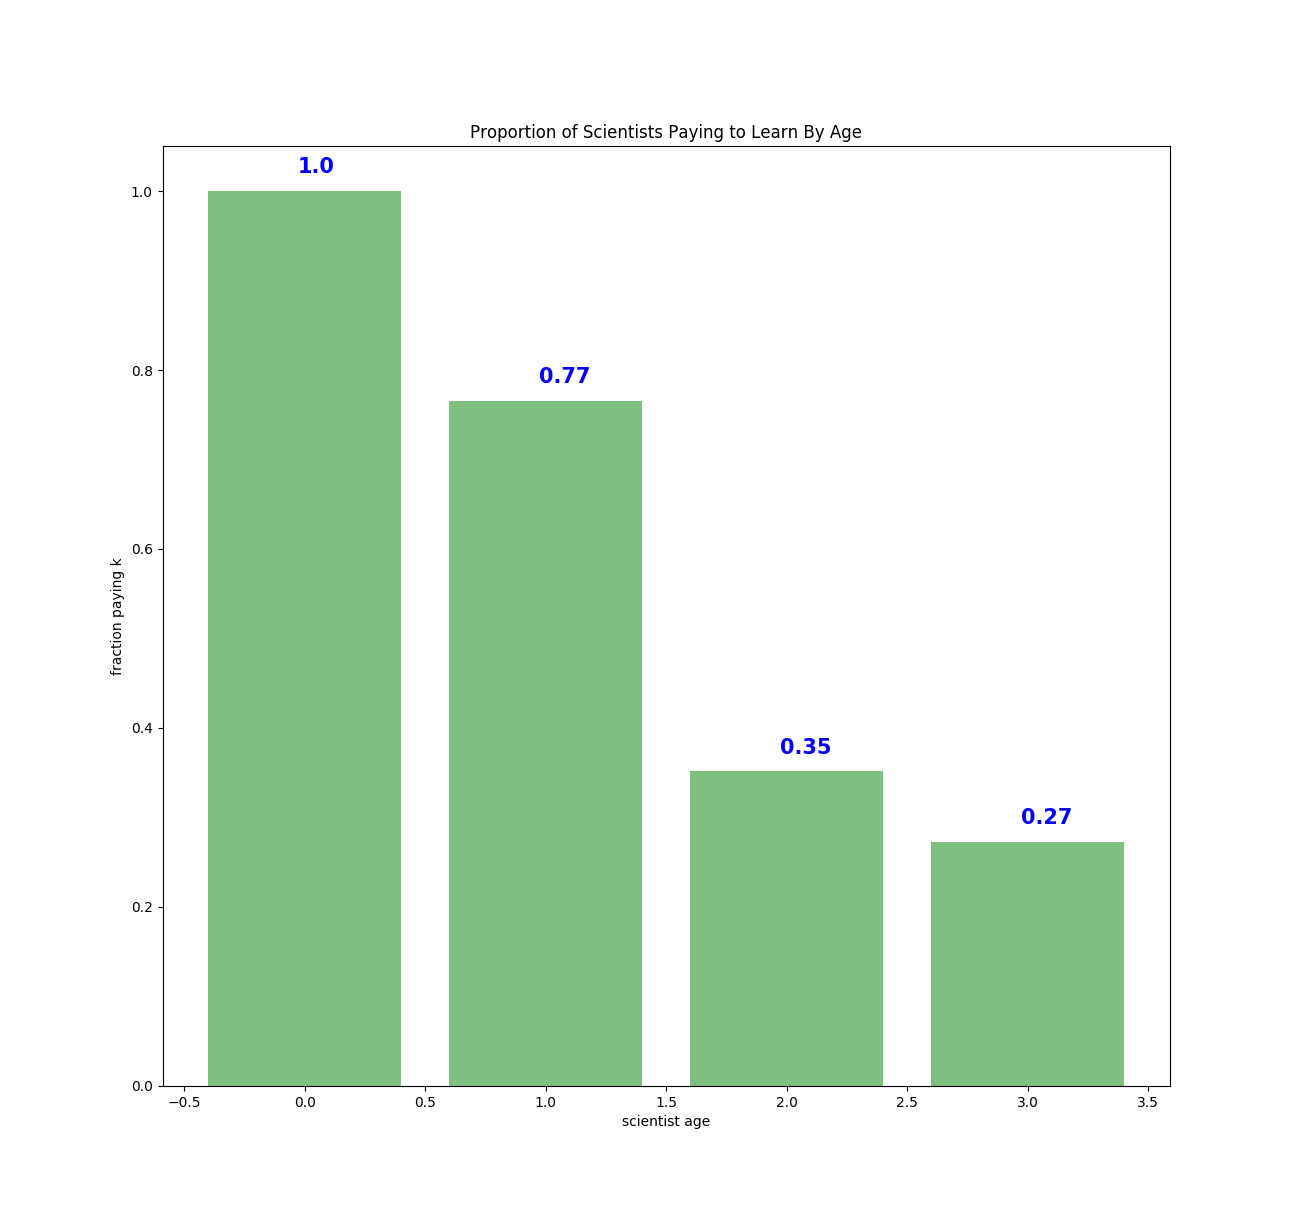 Proportion of Scientists Paying to Learn By Age
1.0
0.77
0.35
0.27
1.0
0.8
0.6
0.4
0.2
0.0
fraction paying k
−0.5 0.0 0.5 1.0 1.5 2.0 2.5 3.0 3.5
scientist age